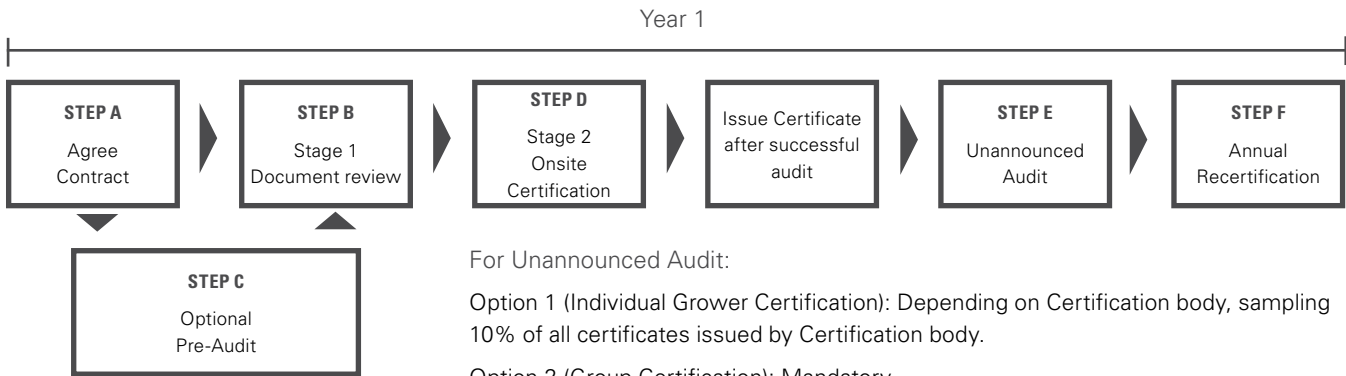 Year 1
STEP A
Agree
Contract
STEP B
Stage 1
Document review
STEP D
Stage 2
Onsite
Certification
Issue Certificate
after successful
audit
STEP E
Unannounced
Audit
STEP F
Annual
Recertification
STEP C
Optional
Pre-Audit
For Unannounced Audit:
Option 1 (Individual Grower Certification): Depending on Certification body, sampling
10% of all certificates issued by Certification body.
Option 2 (Group Certification): Mandatory